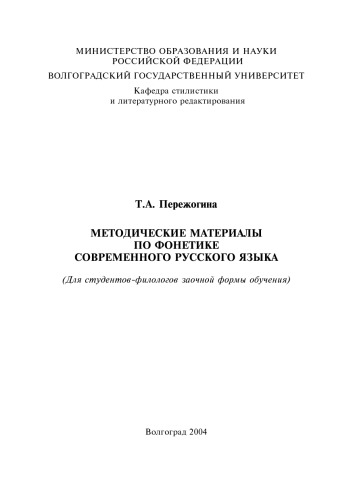 МИНИСТЕРСТВО ОБРАЗОВАНИЯ И НАУКИ
РОССИЙСКОЙ ФЕДЕРАЦИИ
ВОЛГОГРАДСКИЙ ГОСУДАРСТВЕННЫЙ УНИВЕРСИТЕТ
Кафедра стилистики
и литературного редактирования
Т.А. Пережогина
МЕТОДИЧЕСКИЕ МАТЕРИАЛЫ
ПО ФОНЕТИКЕ
СОВРЕМЕННОГО РУССКОГО ЯЗЫКА
(Для студентов-филологов заочной формы обучения)
Волгоград 2004